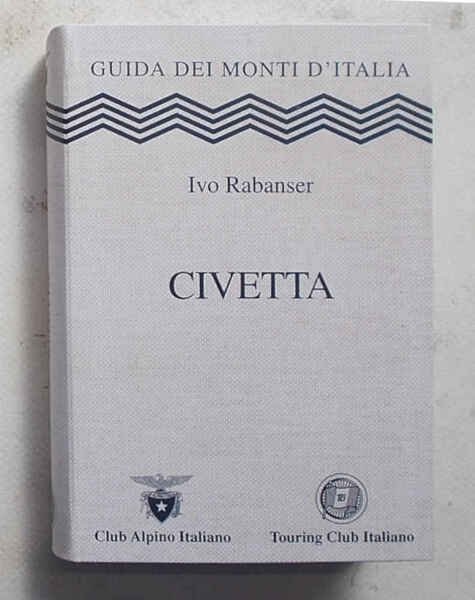 GUIDA DEI MONTI D'ITALIA
Ivo Rabanser
CIVETTA
Club Alpino Italiano
Touring Club Italiano